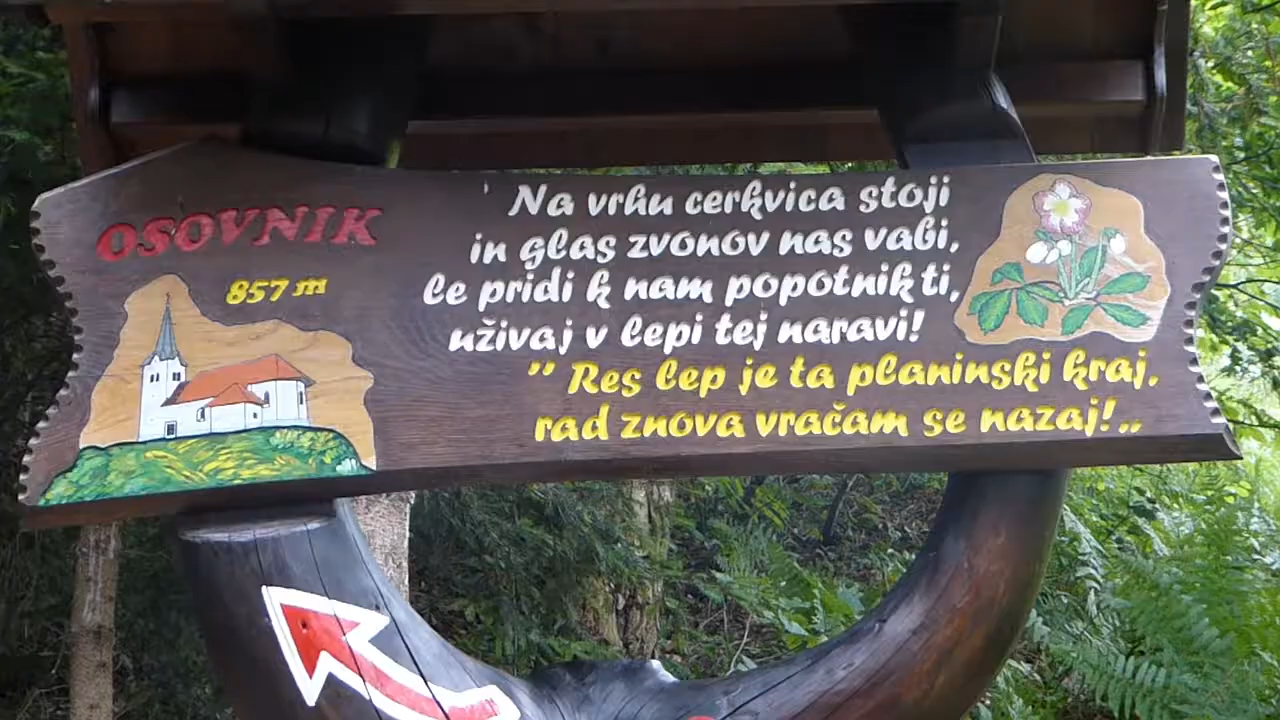 OSOVNIK
857 m
Na vrhu cerkvica stoji
in glas zvonov nas vabi,
le pridi k nam popotnik ti,
uživaj v lepi tej naravi!
” Res lep je ta planinski kraj,
rad znova vračam se nazaj!„